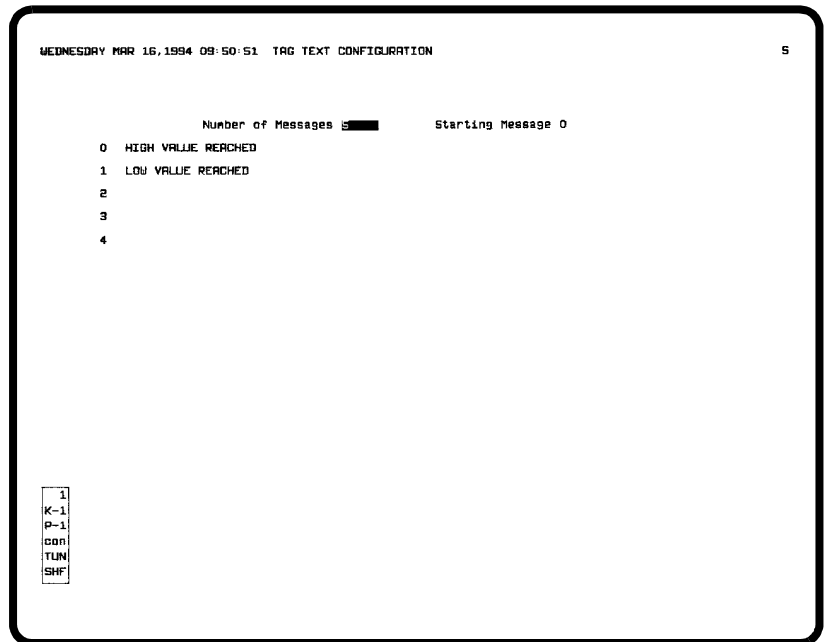 WEDNESDAY MAR 16,1994 09:50:51 TAG TEXT CONFIGURATION S
Number of Messages 5 Starting Message 0
0 HIGH VALUE REACHED
1 LOW VALUE REACHED
2
3
4
1
K-1
P-1
con
TUN
SHF